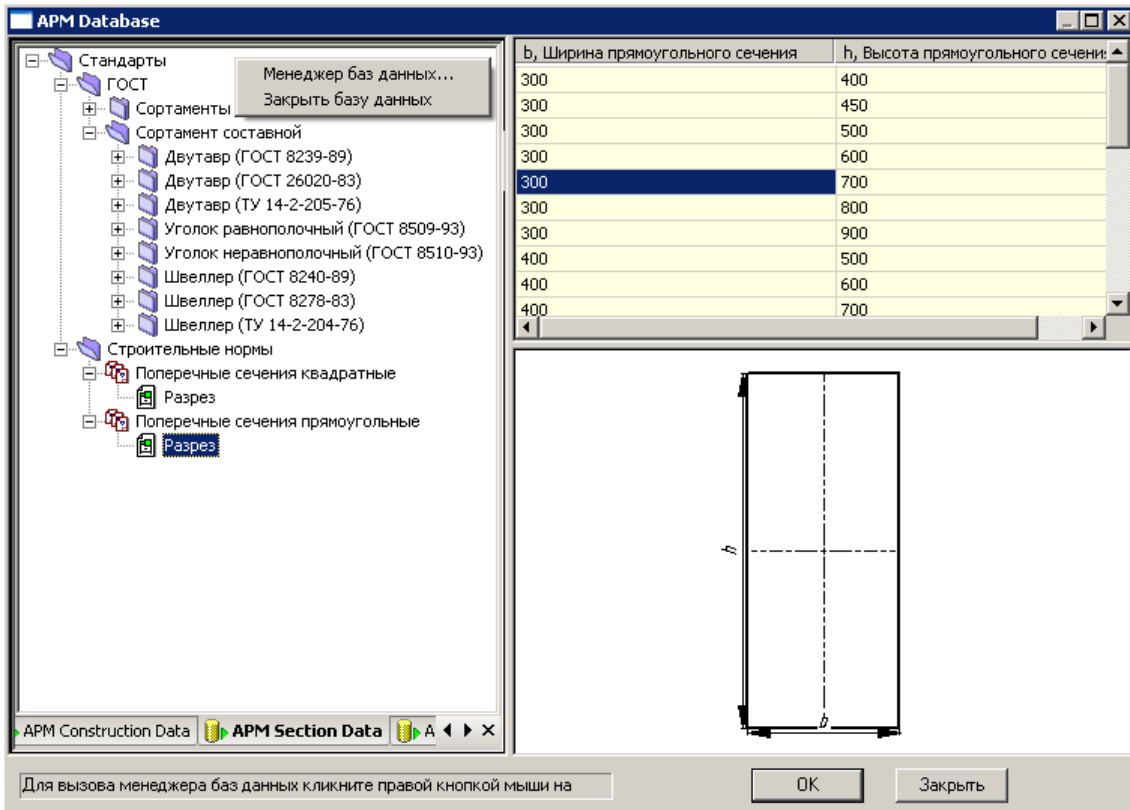 APM Database
Стандарты
ГОСТ
Сортаменты
Сортамент составной
Двутавр (ГОСТ 8239-89)
Двутавр (ГОСТ 26020-83)
Двутавр (ТУ 14-2-205-76)
Уголок равнополочный (ГОСТ 8509-93)
Уголок неравнополочный (ГОСТ 8510-93)
Швеллер (ГОСТ 8240-89)
Швеллер (ГОСТ 8278-83)
Швеллер (ТУ 14-2-204-76)
Строительные нормы
Поперечные сечения квадратные
Разрез
Поперечные сечения прямоугольные
Разрез
Менеджер баз данных...
Закрыть базу данных
APM Construction Data APM Section Data A
b, Ширина прямоугольного сечения h, Высота прямоугольного сечени
300 400
300 450
300 500
300 600
300 700
300 800
300 900
400 500
400 600
400 700
h
b
Для вызова менеджера баз данных кликните правой кнопкой мыши на
OK Закрыть